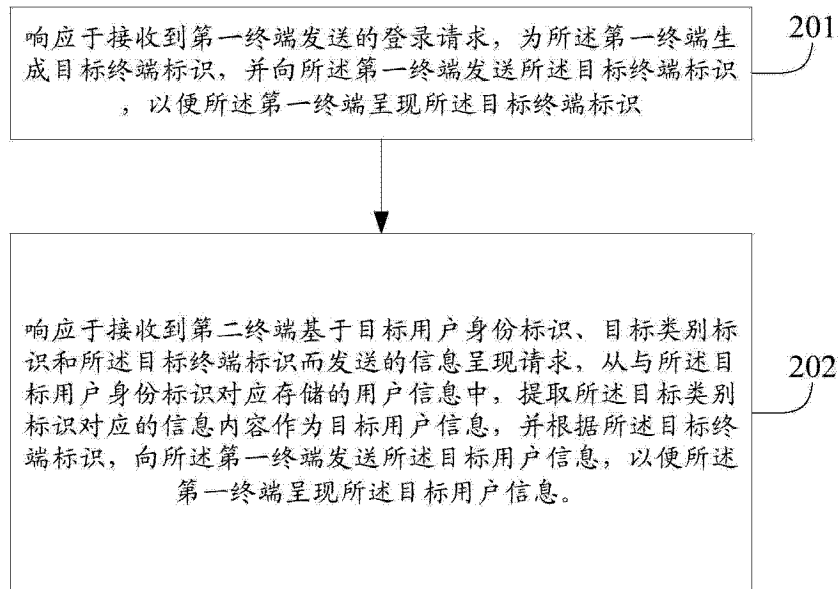 响应于接收到第一终端发送的登录请求，为所述第一终端生
成目标终端标识，并向所述第一终端发送所述目标终端标识
，以便所述第一终端呈现所述目标终端标识
201
响应于接收到第二终端基于目标用户身份标识、目标类别标
识和所述目标终端标识而发送的信息呈现请求，从与所述目
标用户身份标识对应存储的用户信息中，提取所述目标类别
标识对应的信息内容作为目标用户信息，并根据所述目标终
端标识，向所述第一终端发送所述目标用户信息，以便所述
第一终端呈现所述目标用户信息。
202